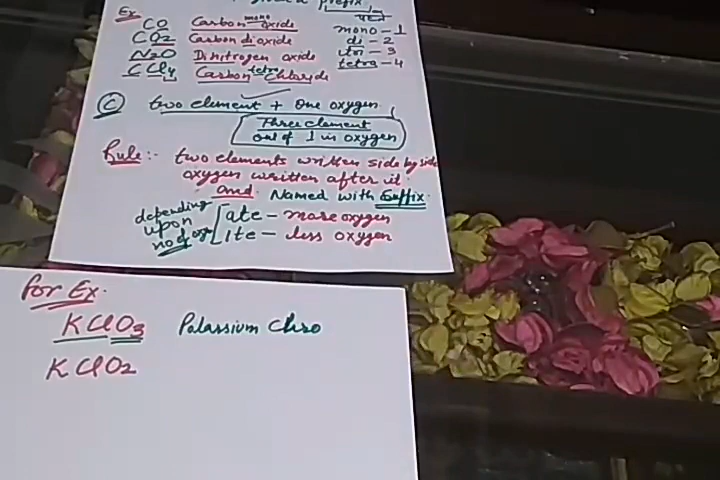 prefix.
Ex
CO Carbon mono oxide mono - 1
CO2 Carbon di oxide di - 2
N2O Dinitrogen oxide tri - 3
CCl4 Carbon tetra Chloride tetra - 4
(C) two element + One oxygen
Three element
out of 1 is oxygen
Rule:- two elements written side by side
oxygen written after it.
and Named with Suffix.
depending upon no of oxy
ate - more oxygen
ite - less oxygen
For Ex.
KClO3 Potassium Chlo
KClO2